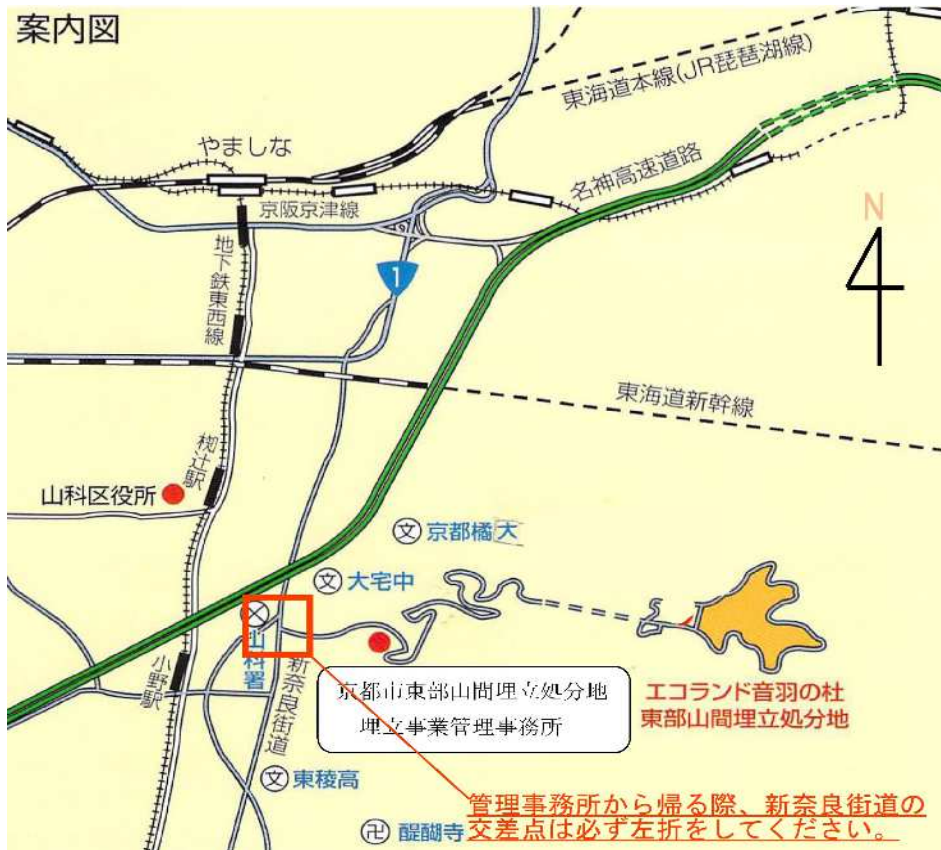 案内図
東海道本線(JR琵琶湖線)
やましな
名神高速道路
京阪京津線
N
地下鉄東西線
1
東海道新幹線
椥辻駅
山科区役所
文 京都橘大
文 大宅中
山科署
小野駅
新奈良街道
京都市東部山間埋立処分地
埋立事業管理事務所
エコランド音羽の杜
東部山間埋立処分地
文 東稜高
管理事務所から帰る際、新奈良街道の
交差点は必ず左折をしてください。
卍 醍醐寺